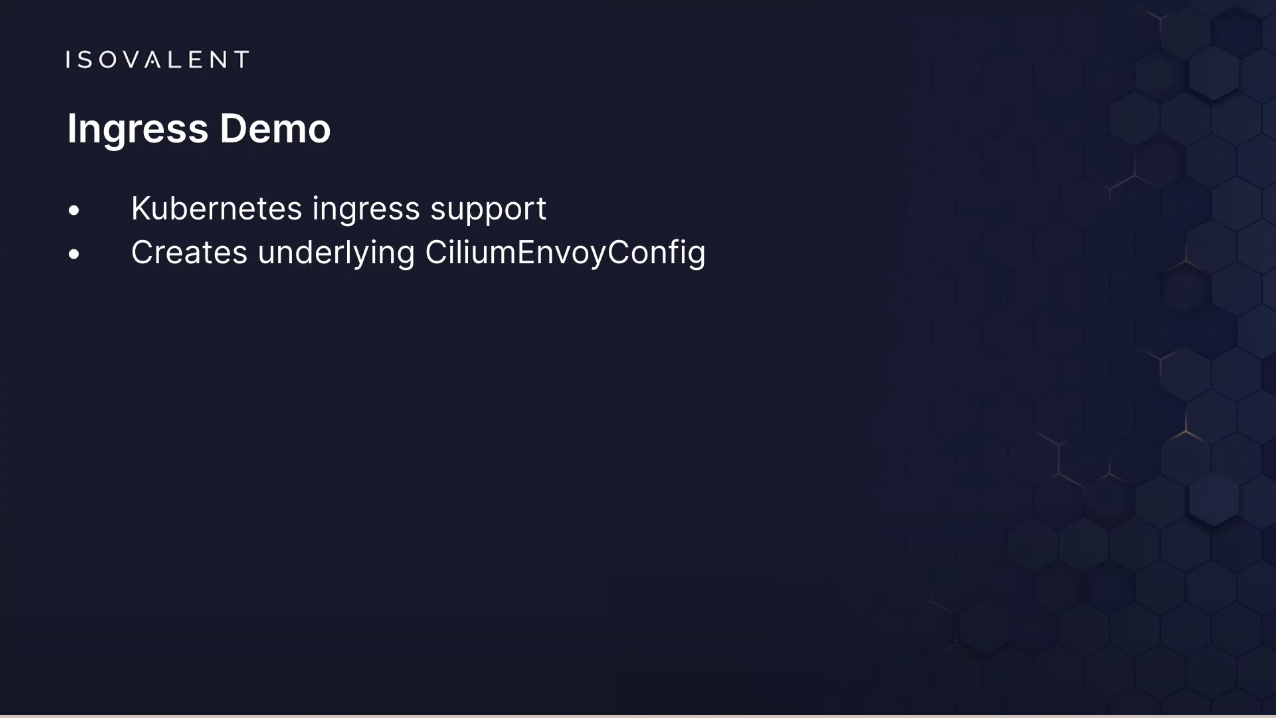 ISOVALENT
Ingress Demo
• Kubernetes ingress support
• Creates underlying CiliumEnvoyConfig